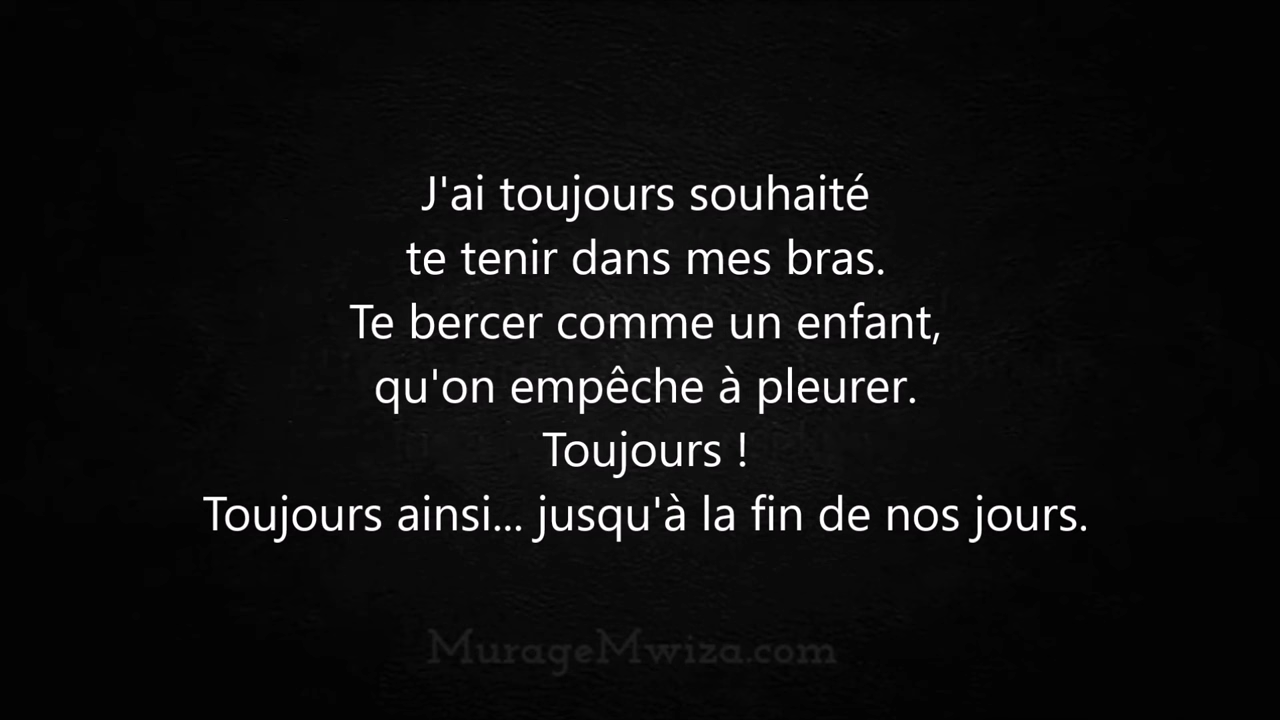 J'ai toujours souhaité
te tenir dans mes bras.
Te bercer comme un enfant,
qu'on empêche à pleurer.
Toujours !
Toujours ainsi... jusqu'à la fin de nos jours.
MurageMwiza.com